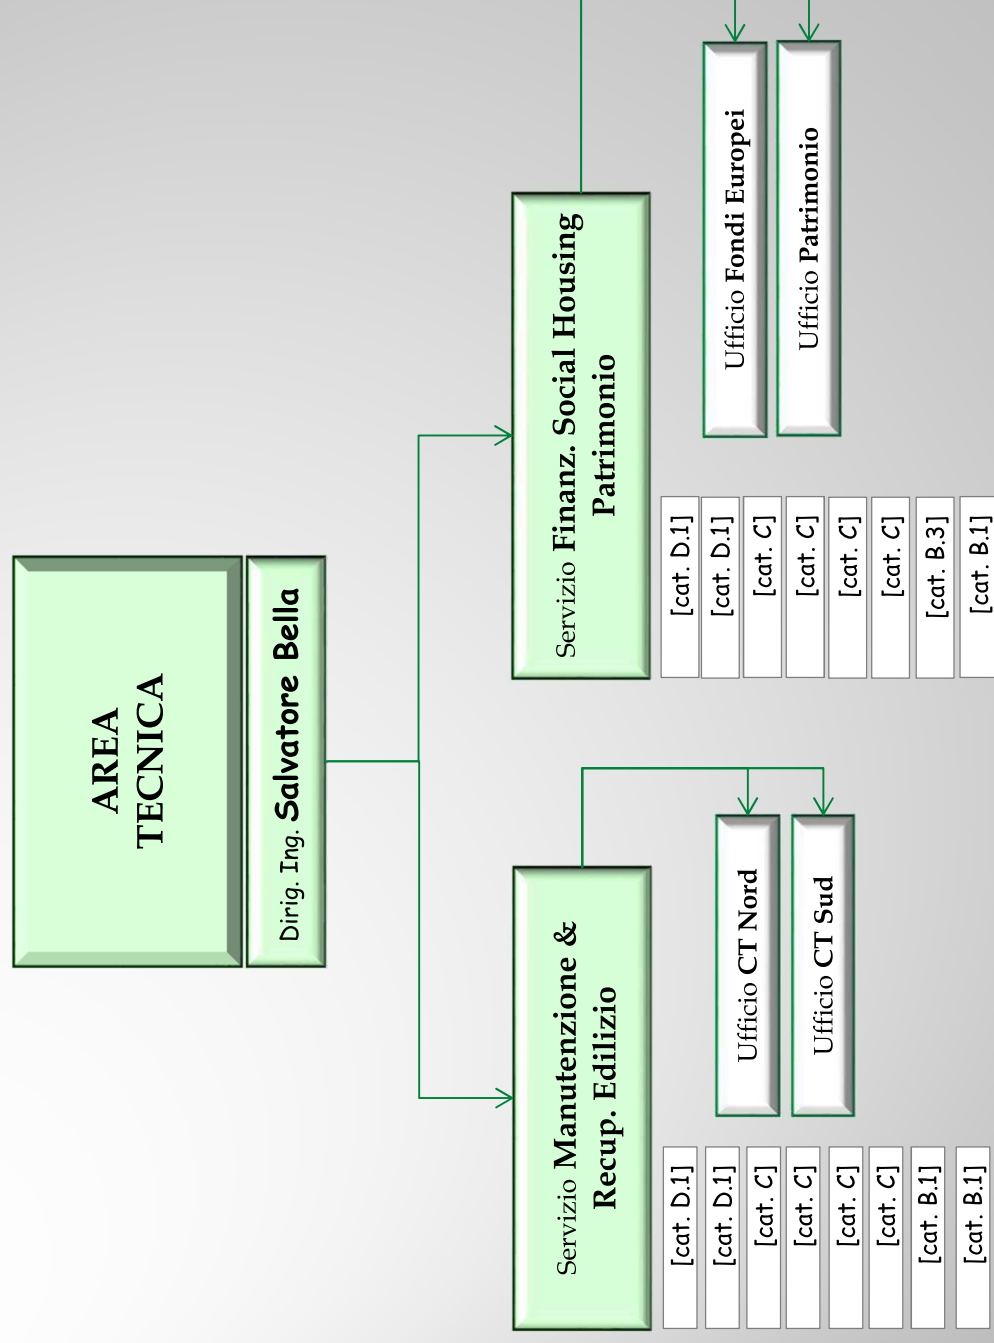 AREA
TECNICA
Dirig. Ing. Salvatore Bella
Servizio Manutenzione &
Recup. Edilizio
Ufficio CT Nord
Ufficio CT Sud
[cat. D.1]
[cat. D.1]
[cat. C]
[cat. C]
[cat. C]
[cat. C]
[cat. B.1]
[cat. B.1]
Servizio Finanz. Social Housing
Patrimonio
Ufficio Fondi Europei
Ufficio Patrimonio
[cat. D.1]
[cat. D.1]
[cat. C]
[cat. C]
[cat. C]
[cat. C]
[cat. B.3]
[cat. B.1]